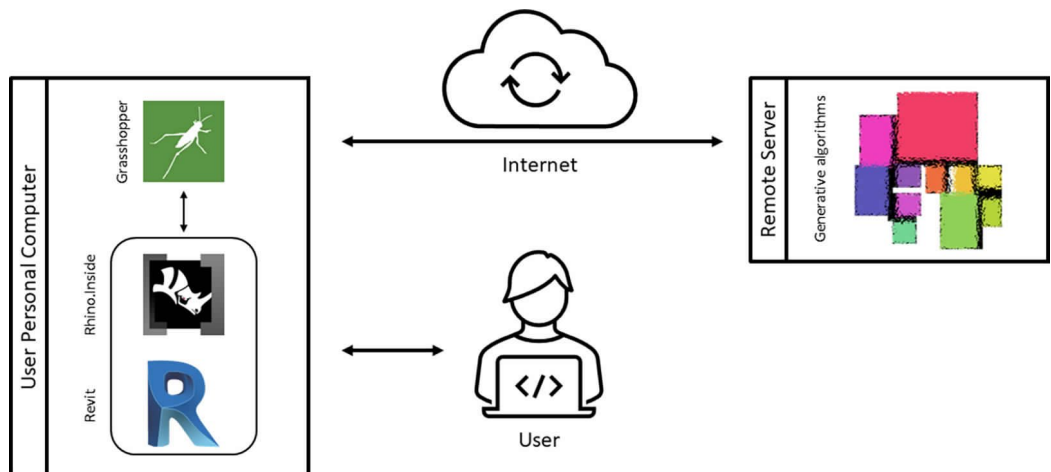 User Personal Computer
Grasshopper
Rhino.Inside
Revit
R
Internet
</>
User
Remote Server
Generative algorithms